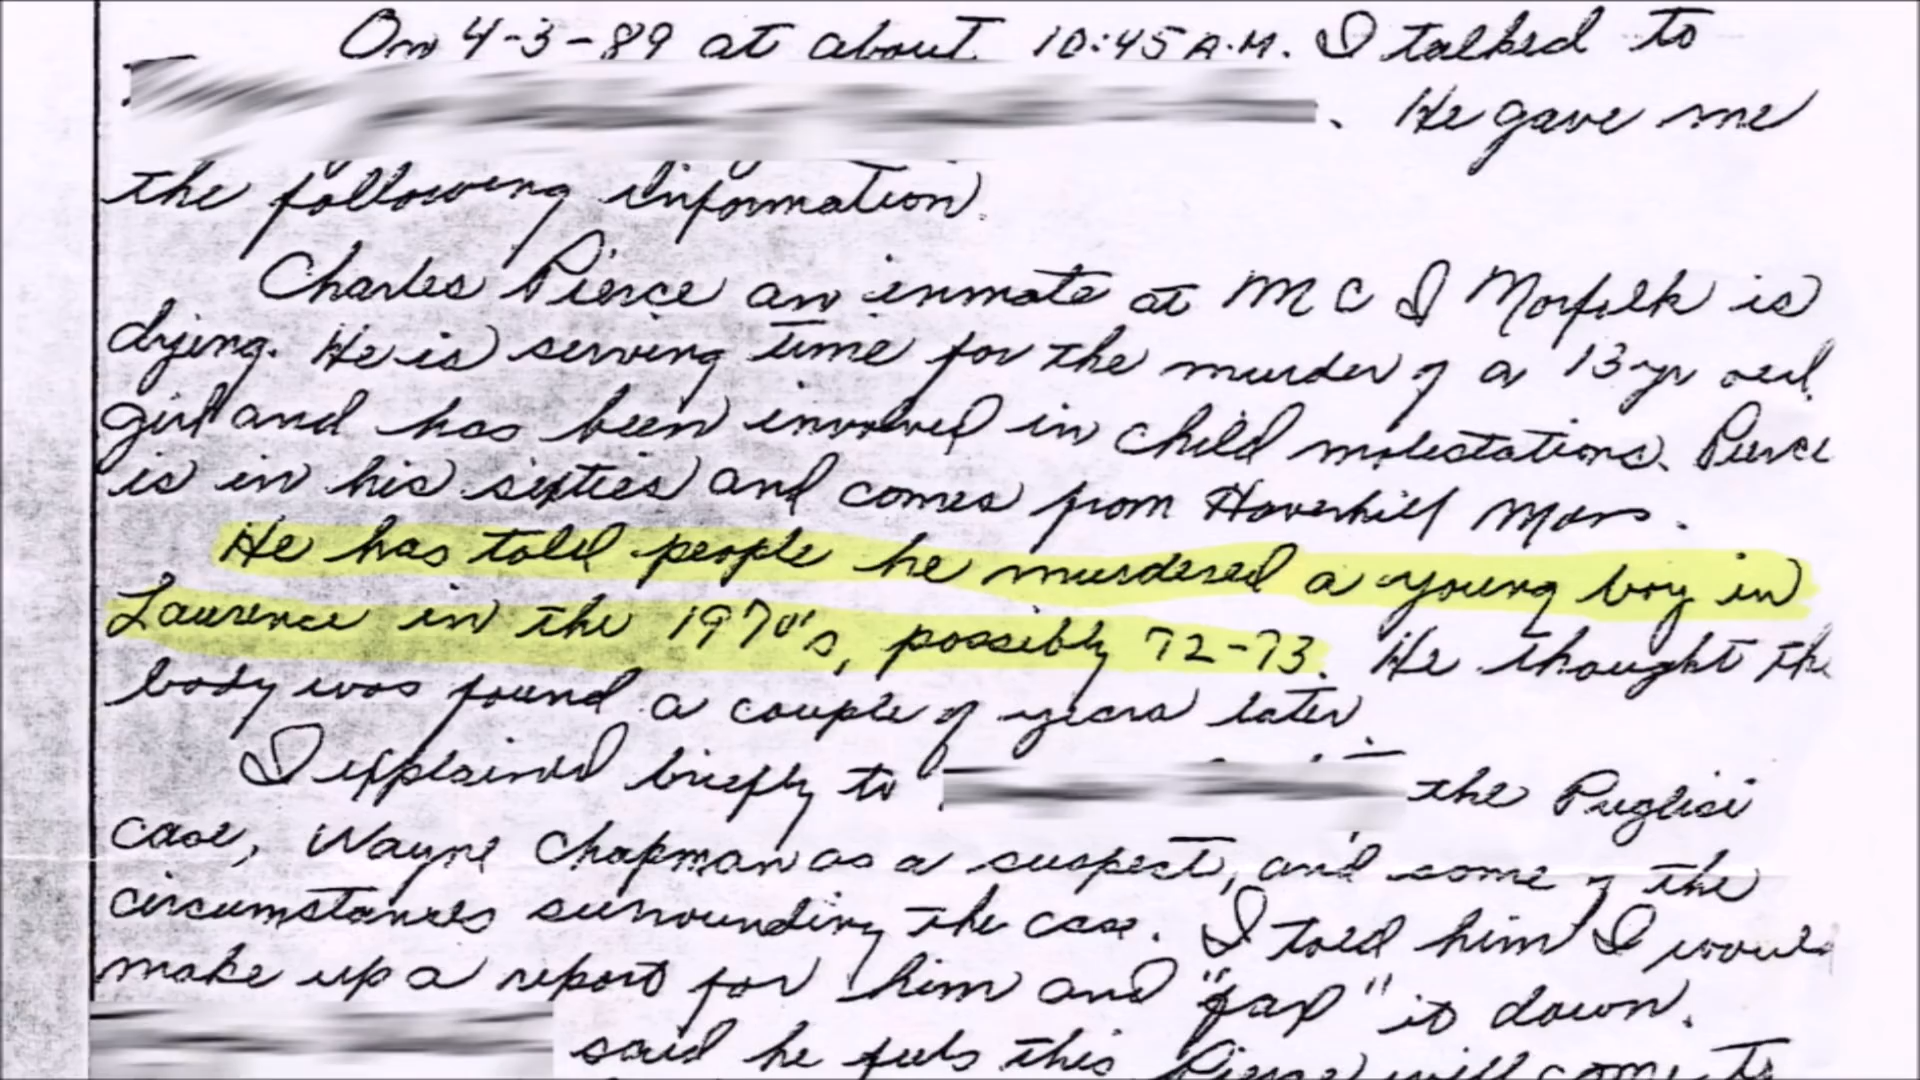 On 4-3-89 at about 10:45 A.M. I talked to
. He gave me
the following information.
Charles Pierce an inmate at MCI Norfolk is
dying. He is serving time for the murder of a 13 yr old
girl and has been involved in child molestations. Pierce
is in his sixties and comes from Haverhill Mass.
He has told people he murdered a young boy in
Lawrence in the 1970's, possibly 72-73. He thought the
body was found a couple of years later.
I explained briefly to the Puglisi
case, Wayne Chapman as a suspect, and some of the
circumstances surrounding the case. I told him I would
make up a report for him and "fax" it down.
said he feels this Pierce will come to